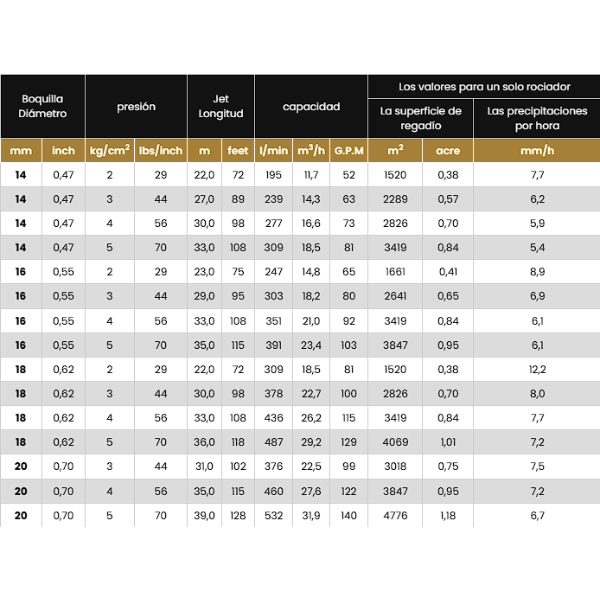 Boquilla Diámetro presión Jet Longitud capacidad Los valores para un solo rociador
La superficie de regadío Las precipitaciones por hora
mm inch kg/cm² lbs/inch m feet l/min m³/h G.P.M m² acre mm/h
14 0,47 2 29 22,0 72 195 11,7 52 1520 0,38 7,7
14 0,47 3 44 27,0 89 239 14,3 63 2289 0,57 6,2
14 0,47 4 56 30,0 98 277 16,6 73 2826 0,70 5,9
14 0,47 5 70 33,0 108 309 18,5 81 3419 0,84 5,4
16 0,55 2 29 23,0 75 247 14,8 65 1661 0,41 8,9
16 0,55 3 44 29,0 95 303 18,2 80 2641 0,65 6,9
16 0,55 4 56 33,0 108 351 21,0 92 3419 0,84 6,1
16 0,55 5 70 35,0 115 391 23,4 103 3847 0,95 6,1
18 0,62 2 29 22,0 72 309 18,5 81 1520 0,38 12,2
18 0,62 3 44 30,0 98 378 22,7 100 2826 0,70 8,0
18 0,62 4 56 33,0 108 436 26,2 115 3419 0,84 7,7
18 0,62 5 70 36,0 118 487 29,2 129 4069 1,01 7,2
20 0,70 3 44 31,0 102 376 22,5 99 3018 0,75 7,5
20 0,70 4 56 35,0 115 460 27,6 122 3847 0,95 7,2
20 0,70 5 70 39,0 128 532 31,9 140 4776 1,18 6,7